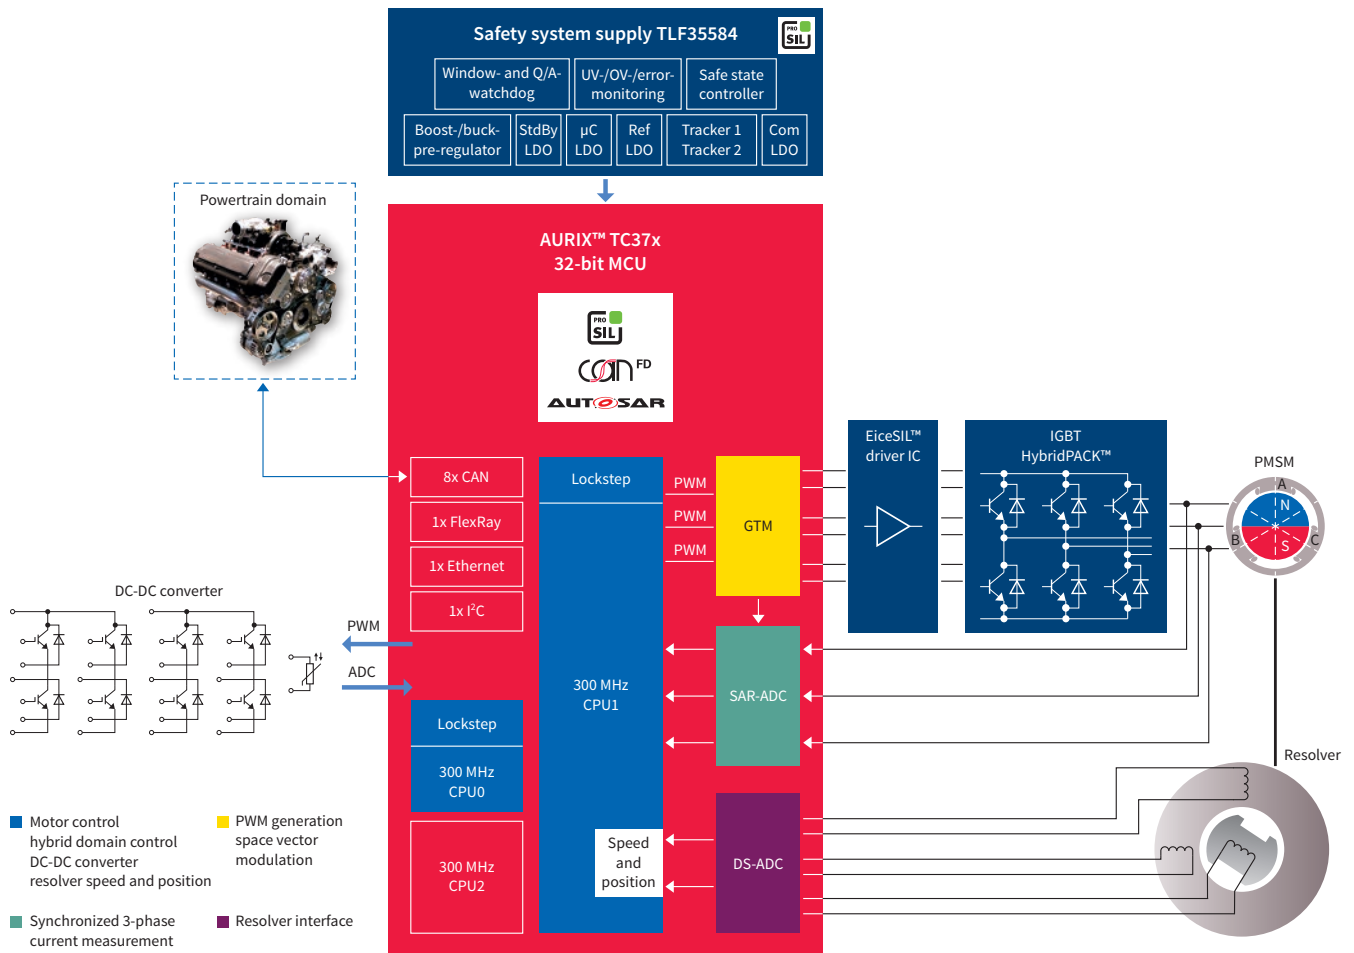 Safety system supply TLF35584
PRO
SIL
Window- and Q/A-
watchdog
UV-/OV-/error-
monitoring
Safe state
controller
Boost-/buck-
pre-regulator
StdBy
LDO
µC
LDO
Ref
LDO
Tracker 1
Tracker 2
Com
LDO
Powertrain domain
AURIX™ TC37x
32-bit MCU
PRO
SIL
CAN FD
AUTOSAR
8x CAN
1x FlexRay
1x Ethernet
1x I²C
Lockstep
300 MHz
CPU1
PWM
PWM
PWM
GTM
EiceSIL™
driver IC
IGBT
HybridPACK™
PMSM
A
N
B
S
C
DC-DC converter
PWM
ADC
SAR-ADC
Lockstep
300 MHz
CPU0
300 MHz
CPU2
Speed
and
position
DS-ADC
Resolver
Motor control
hybrid domain control
DC-DC converter
resolver speed and position
PWM generation
space vector
modulation
Synchronized 3-phase
current measurement
Resolver interface